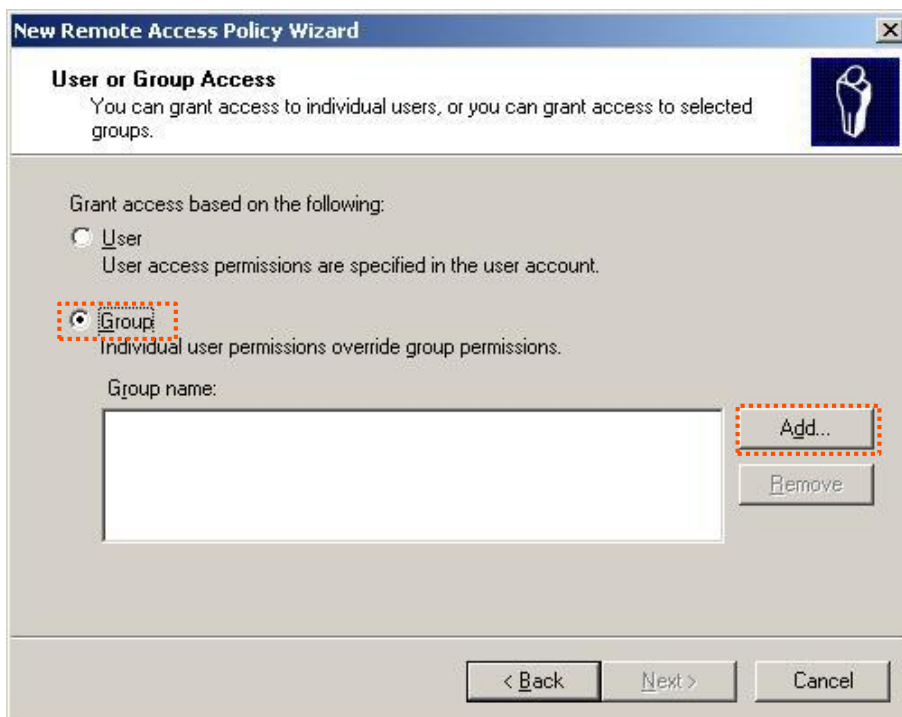 New Remote Access Policy Wizard
User or Group Access
You can grant access to individual users, or you can grant access to selected
groups.
Grant access based on the following:
User
User access permissions are specified in the user account.
Group
Individual user permissions override group permissions.
Group name:
Add...
Remove
< Back
Next >
Cancel